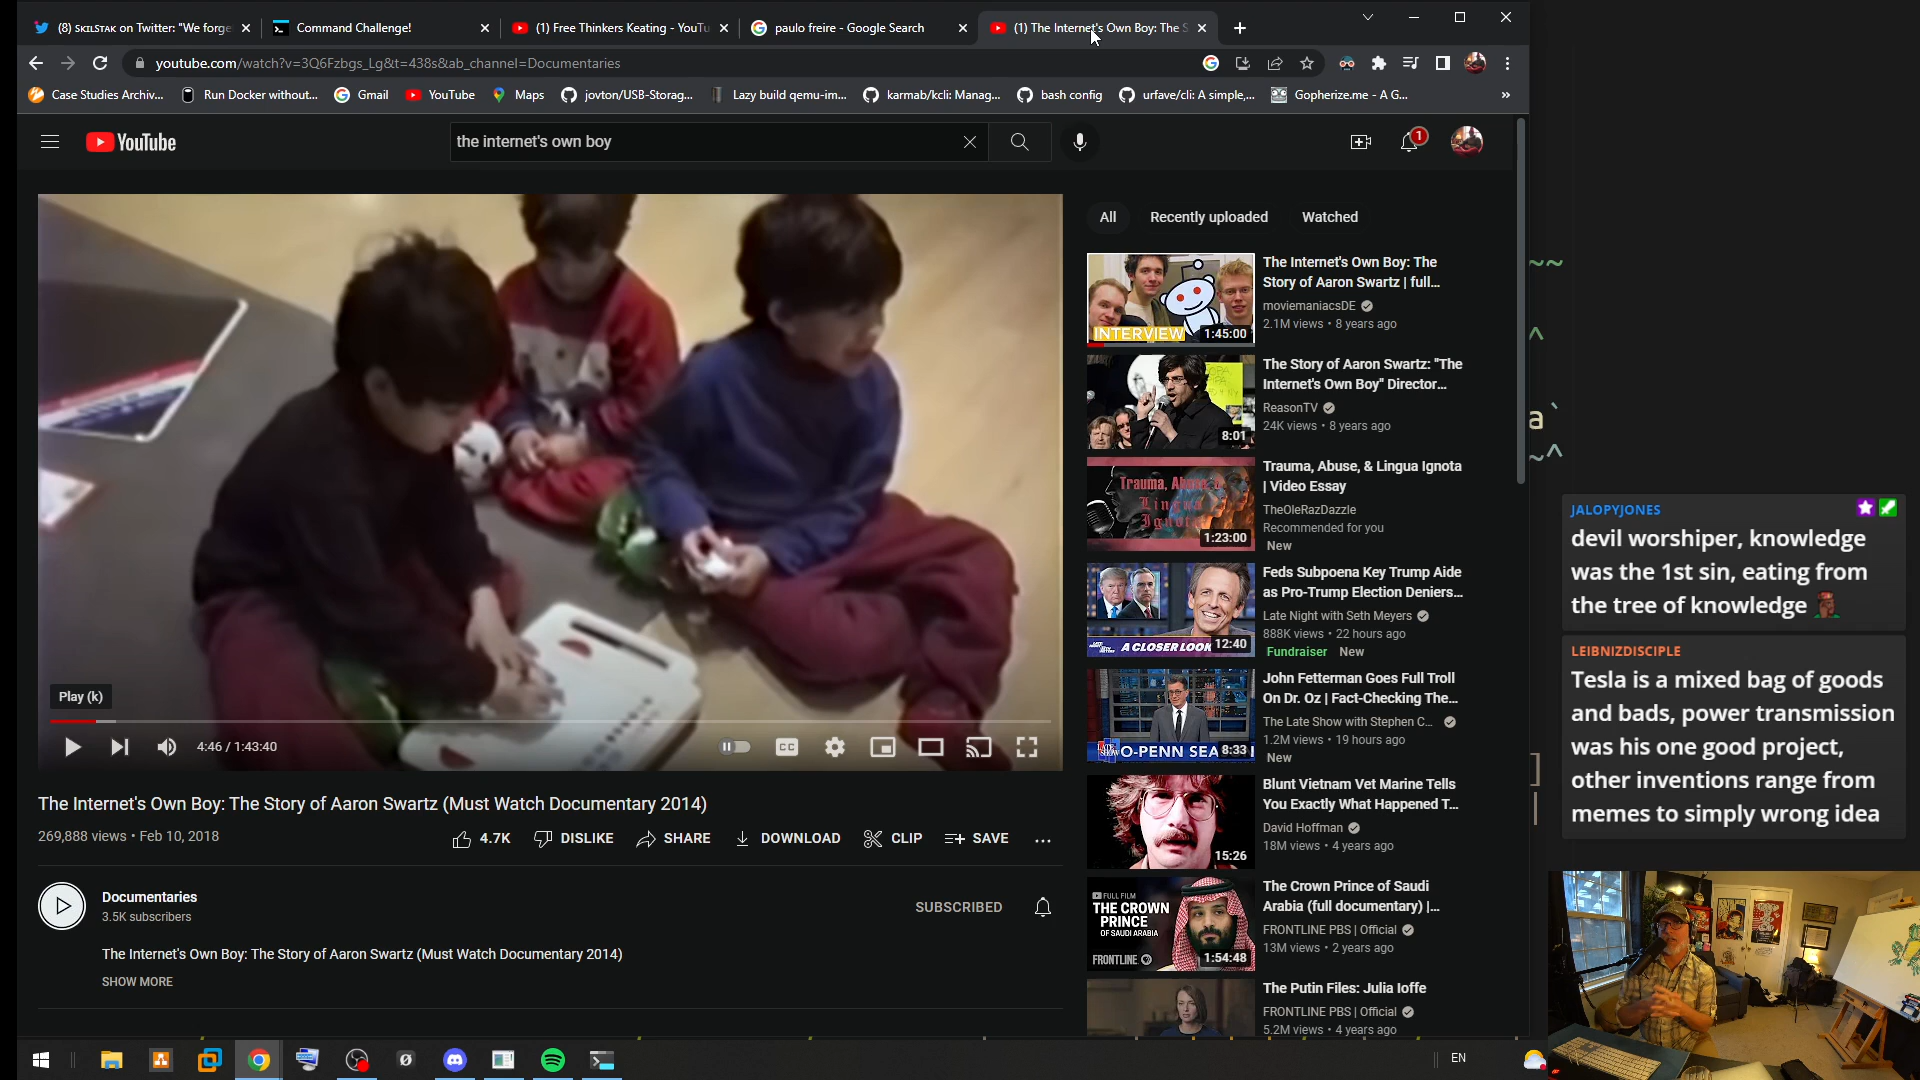 (8) sᴋɪʟsᴛᴀᴋ on Twitter: "We forge
Command Challenge!
(1) Free Thinkers Keating - YouTu
paulo freire - Google Search
(1) The Internet's Own Boy: The S
youtube.com/watch?v=3Q6Fzbgs_Lg&t=438s&ab_channel=Documentaries
Case Studies Archiv...
Run Docker without...
Gmail
YouTube
Maps
jovton/USB-Storag...
Lazy build qemu-im...
karmab/kcli: Manag...
bash config
urfave/cli: A simple,...
Gopherize.me - A G...
»
YouTube
the internet's own boy
1
Play (k)
4:46 / 1:43:40
CC
The Internet's Own Boy: The Story of Aaron Swartz (Must Watch Documentary 2014)
269,888 views • Feb 10, 2018
4.7K
DISLIKE
SHARE
DOWNLOAD
CLIP
SAVE
...
Documentaries
3.5K subscribers
SUBSCRIBED
The Internet's Own Boy: The Story of Aaron Swartz (Must Watch Documentary 2014)
SHOW MORE
All
Recently uploaded
Watched
INTERVIEW
1:45:00
The Internet's Own Boy: The
Story of Aaron Swartz | full...
moviemaniacsDE
2.1M views • 8 years ago
8:01
The Story of Aaron Swartz: "The
Internet's Own Boy" Director...
ReasonTV
24K views • 8 years ago
Trauma, Abuse &
Lingua
Ignota
1:23:00
Trauma, Abuse, & Lingua Ignota
| Video Essay
TheOleRazDazzle
Recommended for you
New
A CLOSER LOOK
12:40
Feds Subpoena Key Trump Aide
as Pro-Trump Election Deniers...
Late Night with Seth Meyers
888K views • 22 hours ago
Fundraiser
New
O-PENN SEA
8:33
John Fetterman Goes Full Troll
On Dr. Oz | Fact-Checking The...
The Late Show with Stephen C...
1.2M views • 19 hours ago
New
15:26
Blunt Vietnam Vet Marine Tells
You Exactly What Happened T...
David Hoffman
18M views • 4 years ago
FULL FILM
THE CROWN
PRINCE
OF SAUDI ARABIA
FRONTLINE
1:54:48
The Crown Prince of Saudi
Arabia (full documentary) |...
FRONTLINE PBS | Official
13M views • 2 years ago
The Putin Files: Julia Ioffe
FRONTLINE PBS | Official
5.2M views • 4 years ago
~~
^
a`
~^
]
JALOPYJONES
devil worshiper, knowledge
was the 1st sin, eating from
the tree of knowledge
LEIBNIZDISCIPLE
Tesla is a mixed bag of goods
and bads, power transmission
was his one good project,
other inventions range from
memes to simply wrong idea
EN